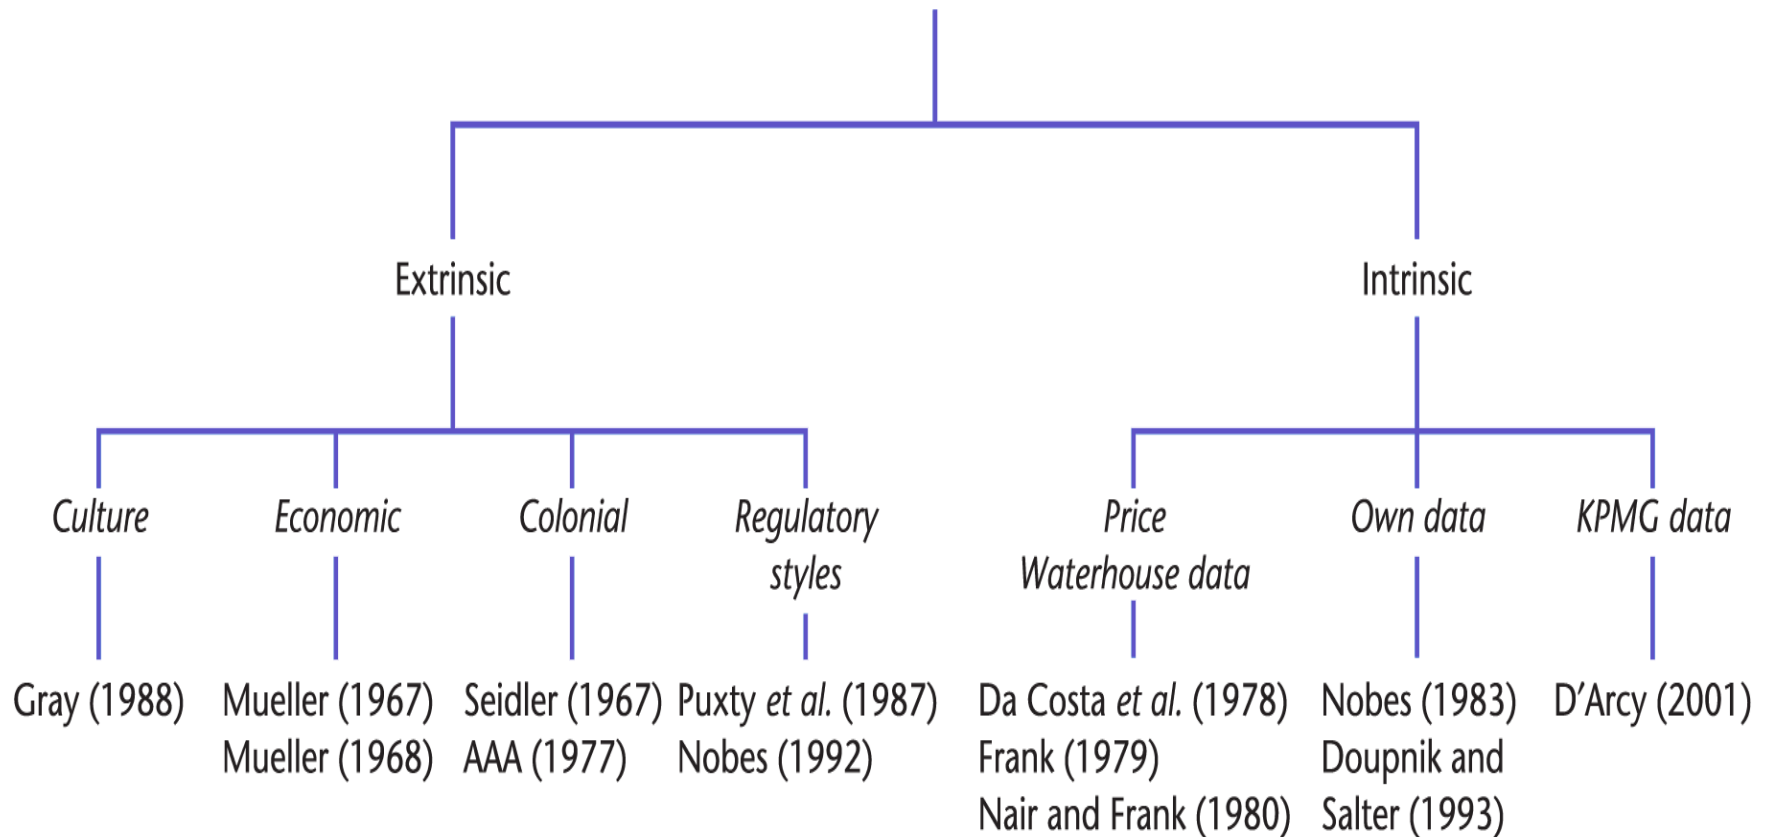 Extrinsic
Intrinsic
Culture
Economic
Colonial
Regulatory
styles
Price
Waterhouse data
Own data
KPMG data
Gray (1988)
Mueller (1967)
Mueller (1968)
Seidler (1967)
AAA (1977)
Puxty et al. (1987)
Nobes (1992)
Da Costa et al. (1978)
Frank (1979)
Nair and Frank (1980)
Nobes (1983)
Doupnik and
Salter (1993)
D’Arcy (2001)